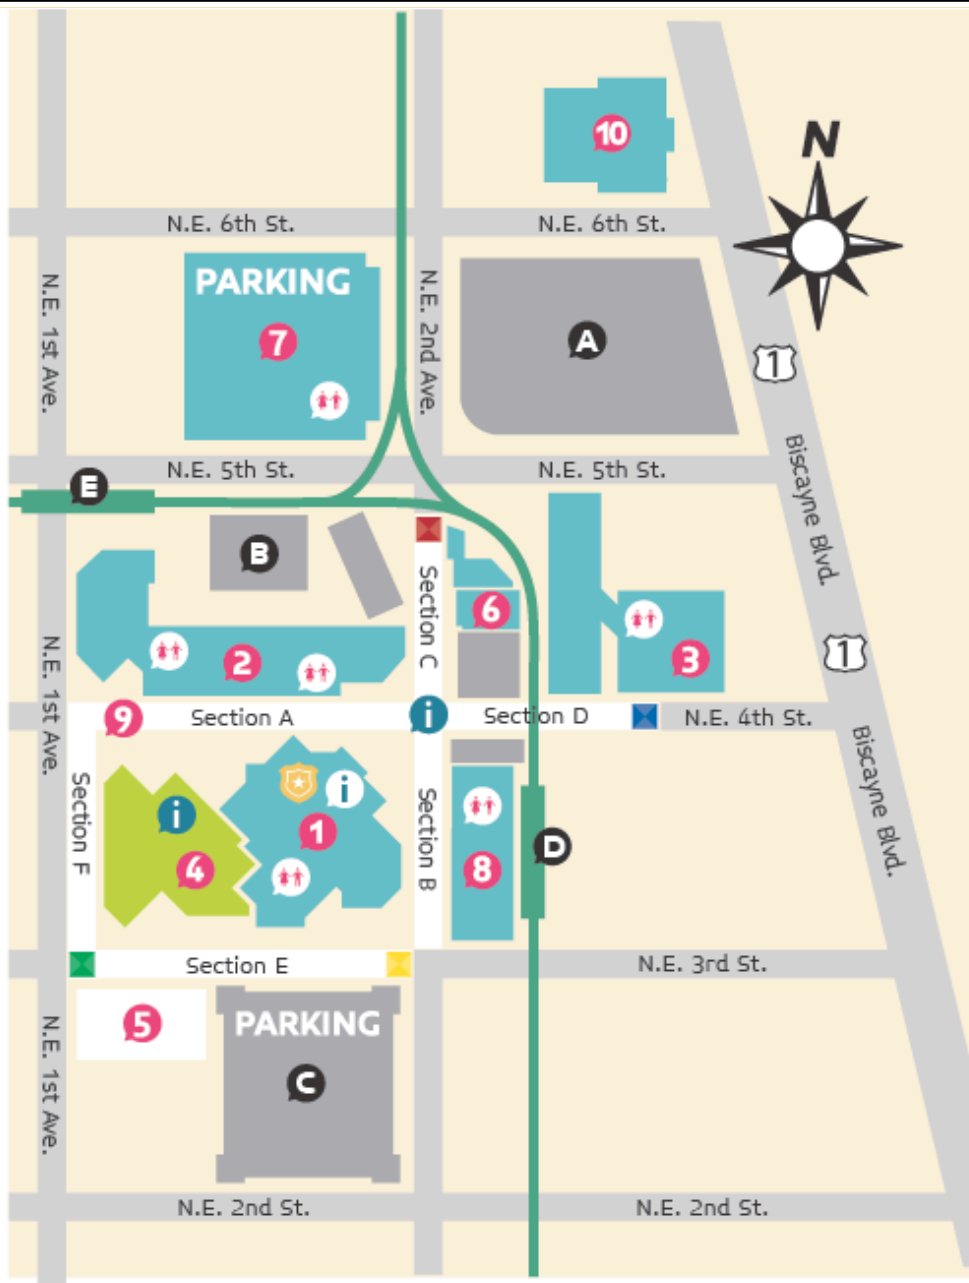 10
N
N.E. 6th St.
N.E. 6th St.
PARKING
7
A
N.E. 1st Ave.
N.E. 2nd Ave.
1
N.E. 5th St.
N.E. 5th St.
E
B
Biscayne Blvd.
Section C
6
3
2
1
N.E. 1st Ave.
9
Section A
i
Section D
N.E. 4th St.
Section F
i
4
i
1
Section B
8
D
Biscayne Blvd.
Section E
N.E. 3rd St.
5
PARKING
C
N.E. 1st Ave.
N.E. 2nd St.
N.E. 2nd St.